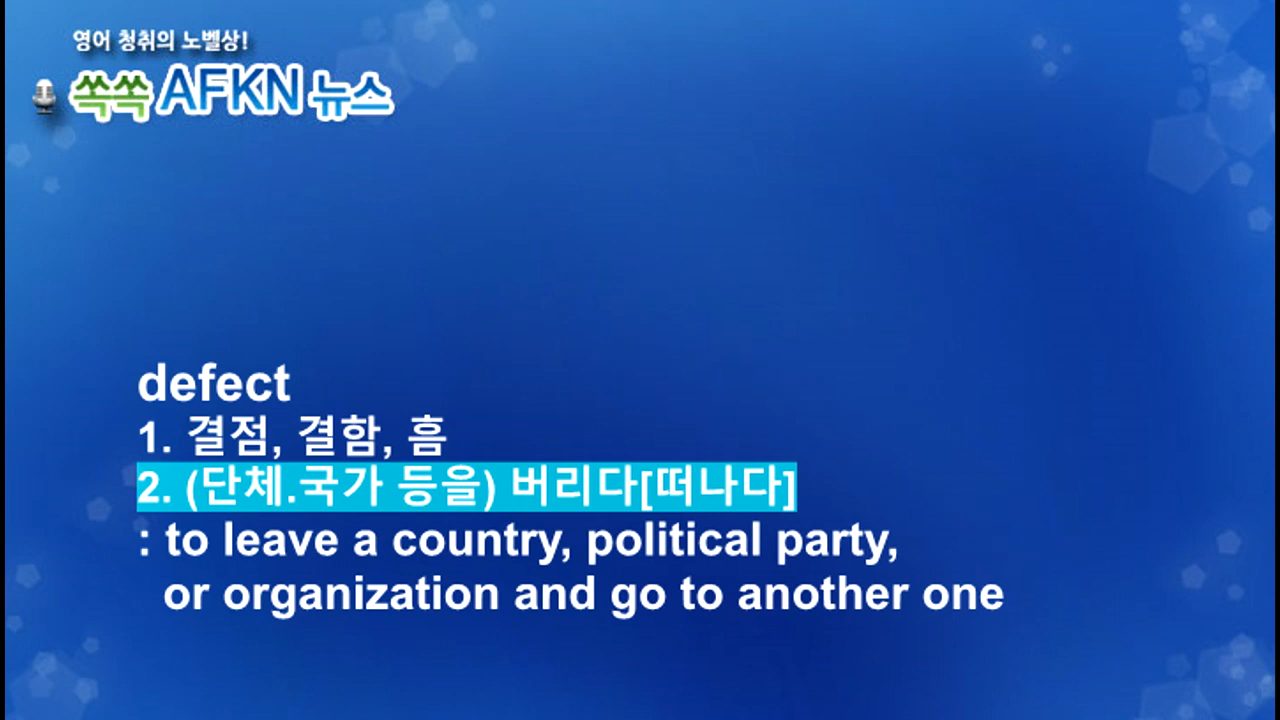 영어 청취의 노벨상!
쏙쏙 AFKN 뉴스
defect
1. 결점, 결함, 흠
2. (단체.국가 등을) 버리다[떠나다]
: to leave a country, political party,
or organization and go to another one